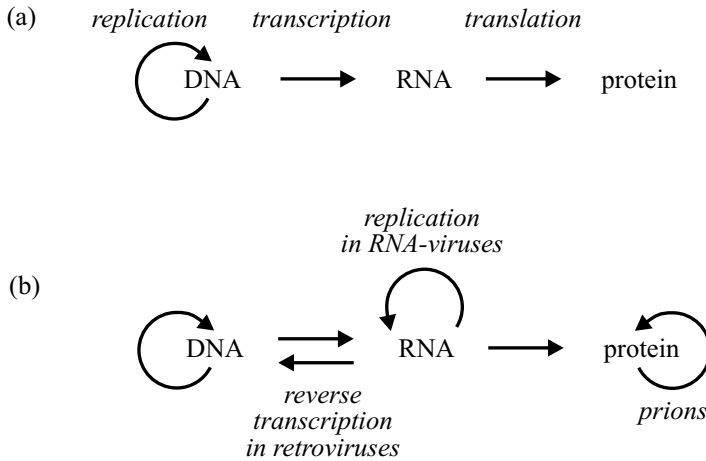 (a)
replication transcription translation
DNA RNA protein
replication
in RNA-viruses
(b)
DNA RNA protein
reverse
transcription
in retroviruses
prions